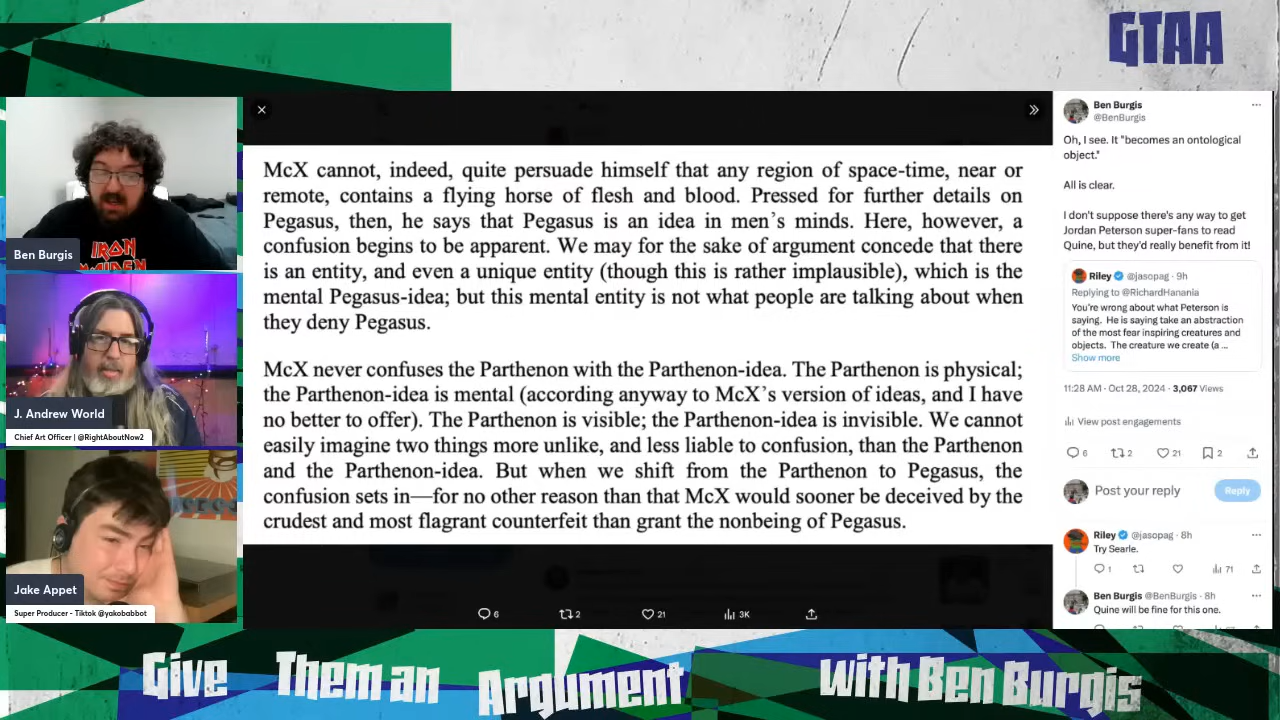 GTAA
Ben Burgis
IRON
MAIDEN
J. Andrew World
Chief Art Officer | @RightAboutNow2
Jake Appet
Super Producer - Tiktok @yakobabbot
McX cannot, indeed, quite persuade himself that any region of space-time, near or
remote, contains a flying horse of flesh and blood. Pressed for further details on
Pegasus, then, he says that Pegasus is an idea in men's minds. Here, however, a
confusion begins to be apparent. We may for the sake of argument concede that there
is an entity, and even a unique entity (though this is rather implausible), which is the
mental Pegasus-idea; but this mental entity is not what people are talking about when
they deny Pegasus.
McX never confuses the Parthenon with the Parthenon-idea. The Parthenon is physical;
the Parthenon-idea is mental (according anyway to McX's version of ideas, and I have
no better to offer). The Parthenon is visible; the Parthenon-idea is invisible. We cannot
easily imagine two things more unlike, and less liable to confusion, than the Parthenon
and the Parthenon-idea. But when we shift from the Parthenon to Pegasus, the
confusion sets in—for no other reason than that McX would sooner be deceived by the
crudest and most flagrant counterfeit than grant the nonbeing of Pegasus.
6 2 21 3K
Ben Burgis
@BenBurgis
Oh, I see. It "becomes an ontological
object."
All is clear.
I don't suppose there's any way to get
Jordan Peterson super-fans to read
Quine, but they'd really benefit from it!
Riley @jasopag · 9h
Replying to @RichardHanania
You're wrong about what Peterson is
saying. He is saying take an abstraction
of the most fear inspiring creatures and
objects. The creature we create (a ...
Show more
11:28 AM · Oct 28, 2024 · 3,067 Views
View post engagements
6 2 21 2
Post your reply Reply
Riley @jasopag · 8h
Try Searle.
1 71
Ben Burgis @BenBurgis · 8h
Quine will be fine for this one.
Give Them an Argument with Ben Burgis